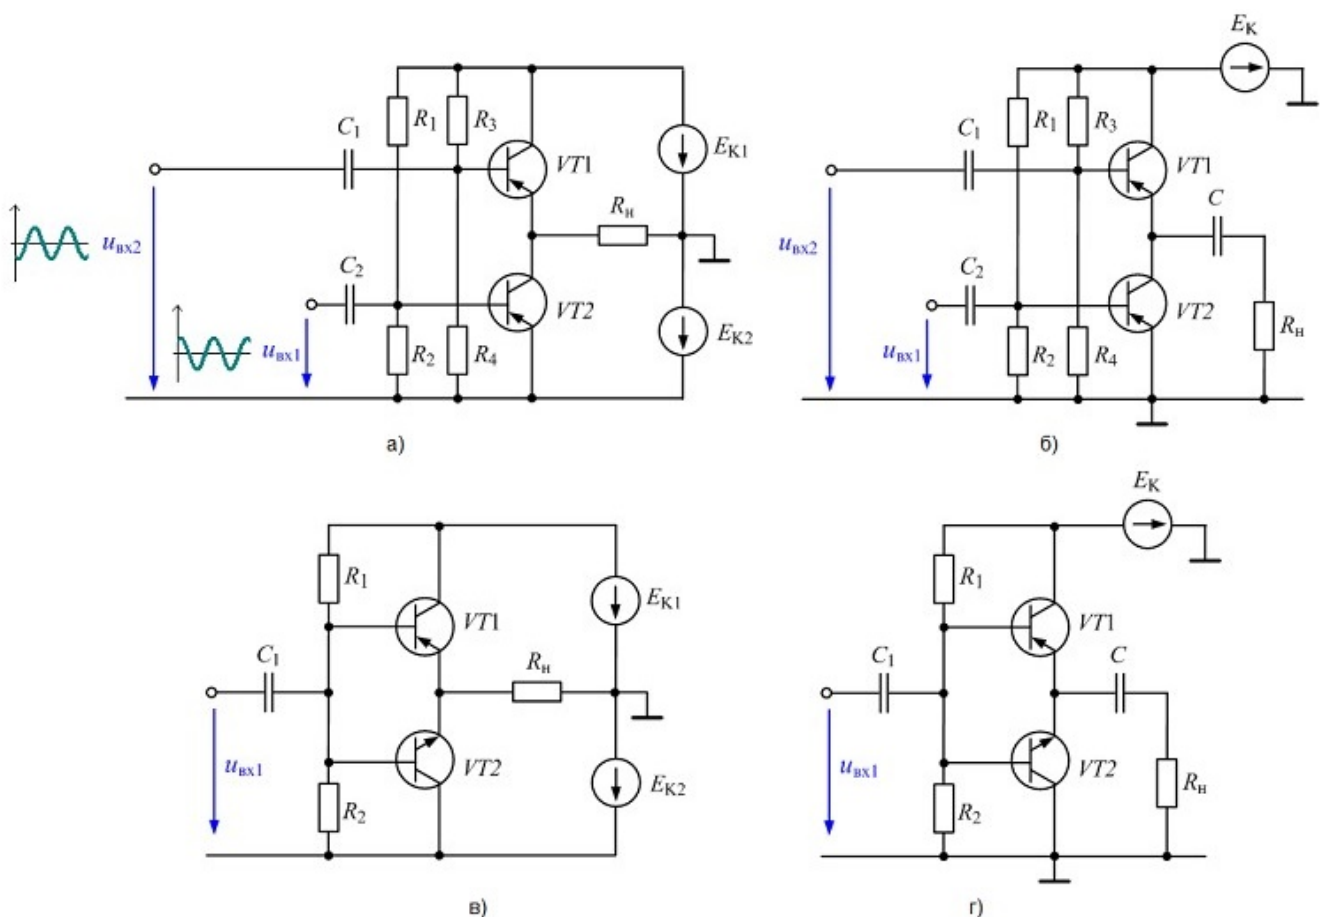 C1
R1
R3
VT1
EК1
uвх2
Rн
C2
VT2
EК2
uвх1
R2
R4
а)
EК
C1
R1
R3
VT1
C
uвх2
C2
VT2
Rн
uвх1
R2
R4
б)
R1
VT1
EК1
C1
Rн
uвх1
VT2
EК2
R2
в)
EК
R1
VT1
C1
C
uвх1
VT2
Rн
R2
г)